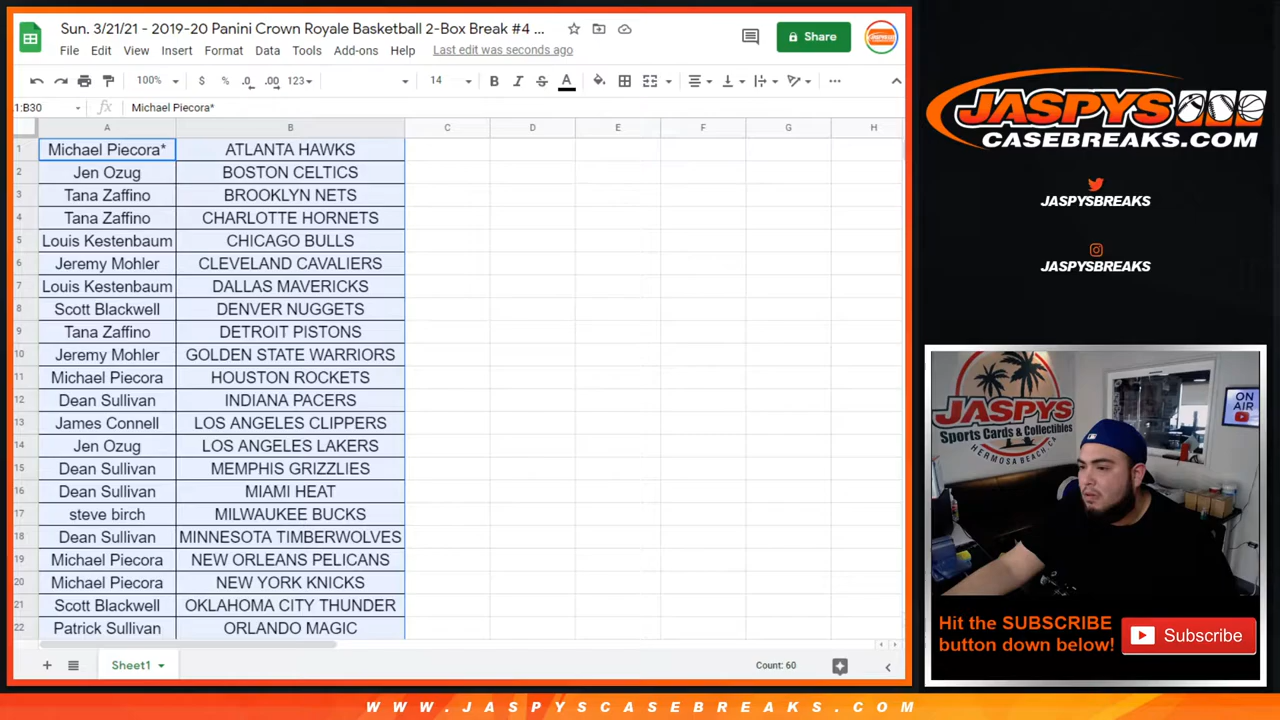 Sun. 3/21/21 - 2019-20 Panini Crown Royale Basketball 2-Box Break #4 ...
File Edit View Insert Format Data Tools Add-ons Help Last edit was seconds ago
Share
100% $ % .0 .00 123 14 B I S A
1:B30 fx Michael Piecora*
A B C D E F G H
1 Michael Piecora* ATLANTA HAWKS
2 Jen Ozug BOSTON CELTICS
3 Tana Zaffino BROOKLYN NETS
4 Tana Zaffino CHARLOTTE HORNETS
5 Louis Kestenbaum CHICAGO BULLS
6 Jeremy Mohler CLEVELAND CAVALIERS
7 Louis Kestenbaum DALLAS MAVERICKS
8 Scott Blackwell DENVER NUGGETS
9 Tana Zaffino DETROIT PISTONS
10 Jeremy Mohler GOLDEN STATE WARRIORS
11 Michael Piecora HOUSTON ROCKETS
12 Dean Sullivan INDIANA PACERS
13 James Connell LOS ANGELES CLIPPERS
14 Jen Ozug LOS ANGELES LAKERS
15 Dean Sullivan MEMPHIS GRIZZLIES
16 Dean Sullivan MIAMI HEAT
17 steve birch MILWAUKEE BUCKS
18 Dean Sullivan MINNESOTA TIMBERWOLVES
19 Michael Piecora NEW ORLEANS PELICANS
20 Michael Piecora NEW YORK KNICKS
21 Scott Blackwell OKLAHOMA CITY THUNDER
22 Patrick Sullivan ORLANDO MAGIC
Sheet1
Count: 60
JASPYS
CASEBREAKS.COM
JASPYSBREAKS
JASPYSBREAKS
JASPYS
Sports Cards & Collectibles
HERMOSA BEACH, CA
ON
AIR
Hit the SUBSCRIBE
button down below!
Subscribe
WWW.JASPYSCASEBREAKS.COM